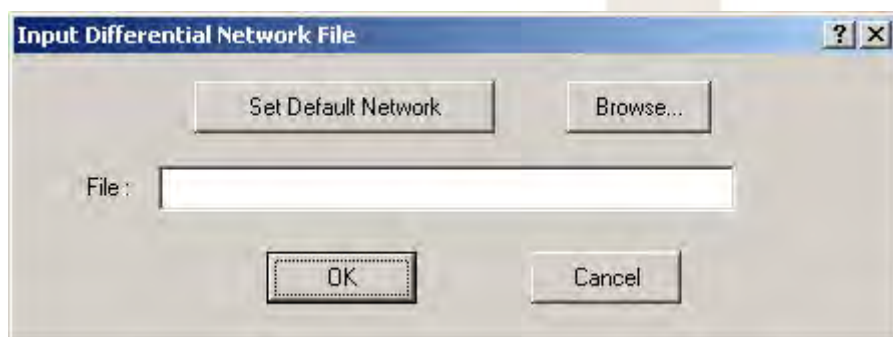 Input Differential Network File
Set Default Network Browse...
File :
OK Cancel